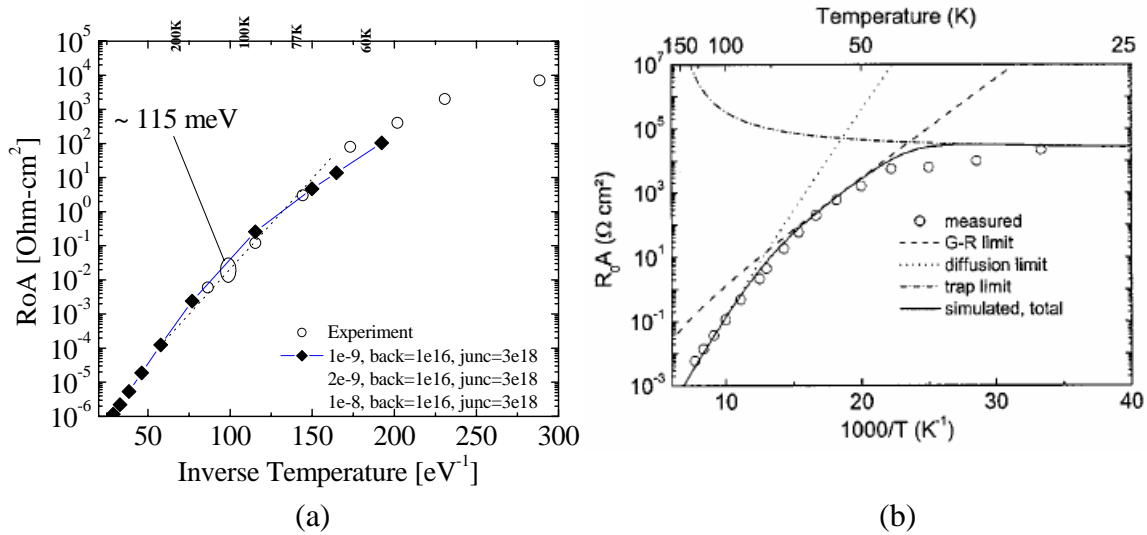 200K 100K 77K 60K
10^5
10^4
10^3
10^2
10^1
10^0
10^-1
10^-2
10^-3
10^-4
10^-5
10^-6
RoA [Ohm-cm^2]
~ 115 meV
Experiment
1e-9, back=1e16, junc=3e18
2e-9, back=1e16, junc=3e18
1e-8, back=1e16, junc=3e18
50 100 150 200 250 300
Inverse Temperature [eV^-1]
(a)
Temperature (K)
150 100 50 25
10^7
10^5
10^3
10^1
10^-1
10^-3
R_0A (Ω cm²)
measured
G-R limit
diffusion limit
trap limit
simulated, total
10 20 30 40
1000/T (K^-1)
(b)